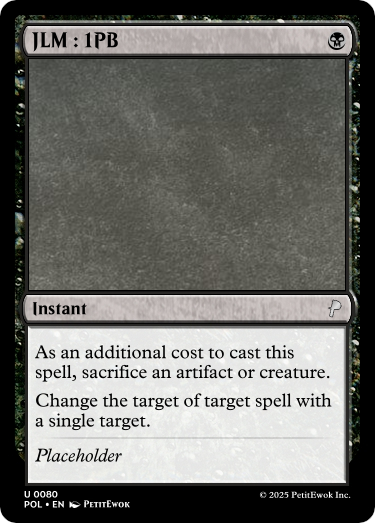 JLM : 1PB
Instant
As an additional cost to cast this
spell, sacrifice an artifact or creature.
Change the target of target spell with
a single target.
Placeholder
U 0080
POL • EN PETITEWOK
© 2025 PetitEwok Inc.